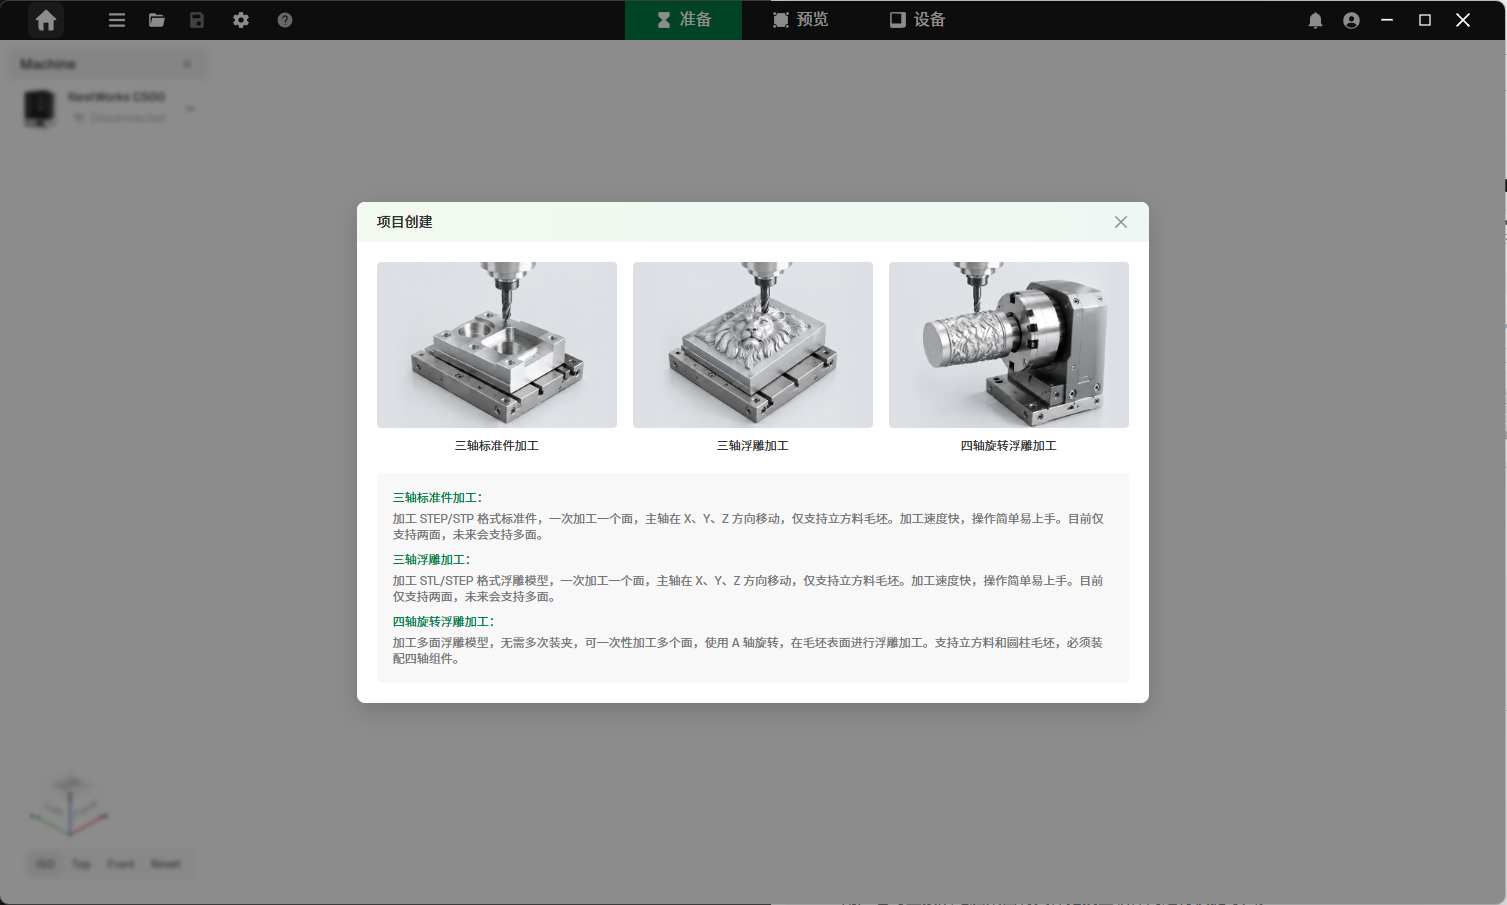 准备
预览
设备
Machine
NestWorks C500
Disconnected
项目创建
三轴标准件加工
三轴浮雕加工
四轴旋转浮雕加工
三轴标准件加工：
加工 STEP/STP 格式标准件，一次加工一个面，主轴在 X、Y、Z 方向移动，仅支持立方料毛坯。加工速度快，操作简单易上手。目前仅
支持两面，未来会支持多面。
三轴浮雕加工：
加工 STL/STEP 格式浮雕模型，一次加工一个面，主轴在 X、Y、Z 方向移动，仅支持立方料毛坯。加工速度快，操作简单易上手。目前
仅支持两面，未来会支持多面。
四轴旋转浮雕加工：
加工多面浮雕模型，无需多次装夹，可一次性加工多个面，使用 A 轴旋转，在毛坯表面进行浮雕加工。支持立方料和圆柱毛坯，必须装
配四轴组件。
ISO Top Front Reset